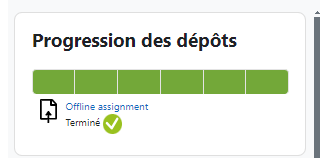 Progression des dépôts
Offline assignment
Terminé